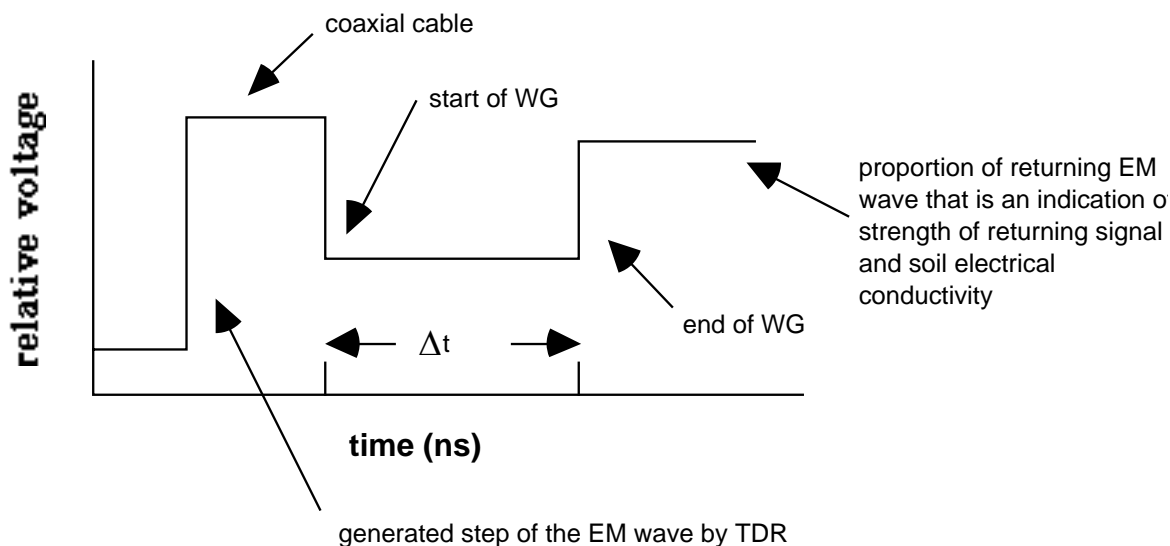 coaxial cable
start of WG
relative voltage
proportion of returning EM
wave that is an indication
strength of returning signal
and soil electrical
conductivity
end of WG
Δt
time (ns)
generated step of the EM wave by TDR